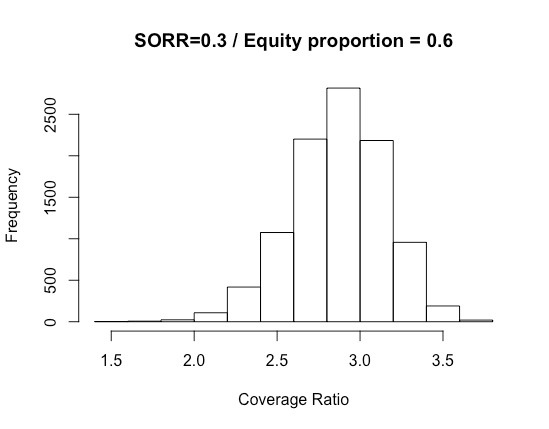 SORR=0.3 / Equity proportion = 0.6
2500
1500
500
0
Frequency
1.5 2.0 2.5 3.0 3.5
Coverage Ratio